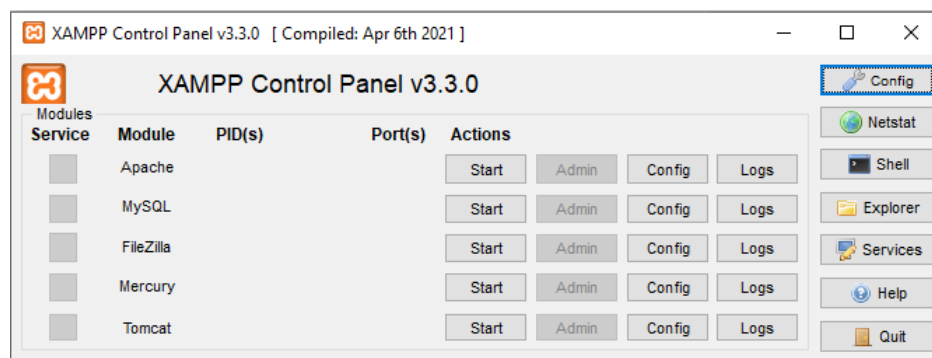 XAMPP Control Panel v3.3.0 [ Compiled: Apr 6th 2021 ]
XAMPP Control Panel v3.3.0
Config
Modules
Service Module PID(s) Port(s) Actions
Netstat
Apache Start Admin Config Logs
Shell
MySQL Start Admin Config Logs
Explorer
FileZilla Start Admin Config Logs
Services
Mercury Start Admin Config Logs
Help
Tomcat Start Admin Config Logs
Quit